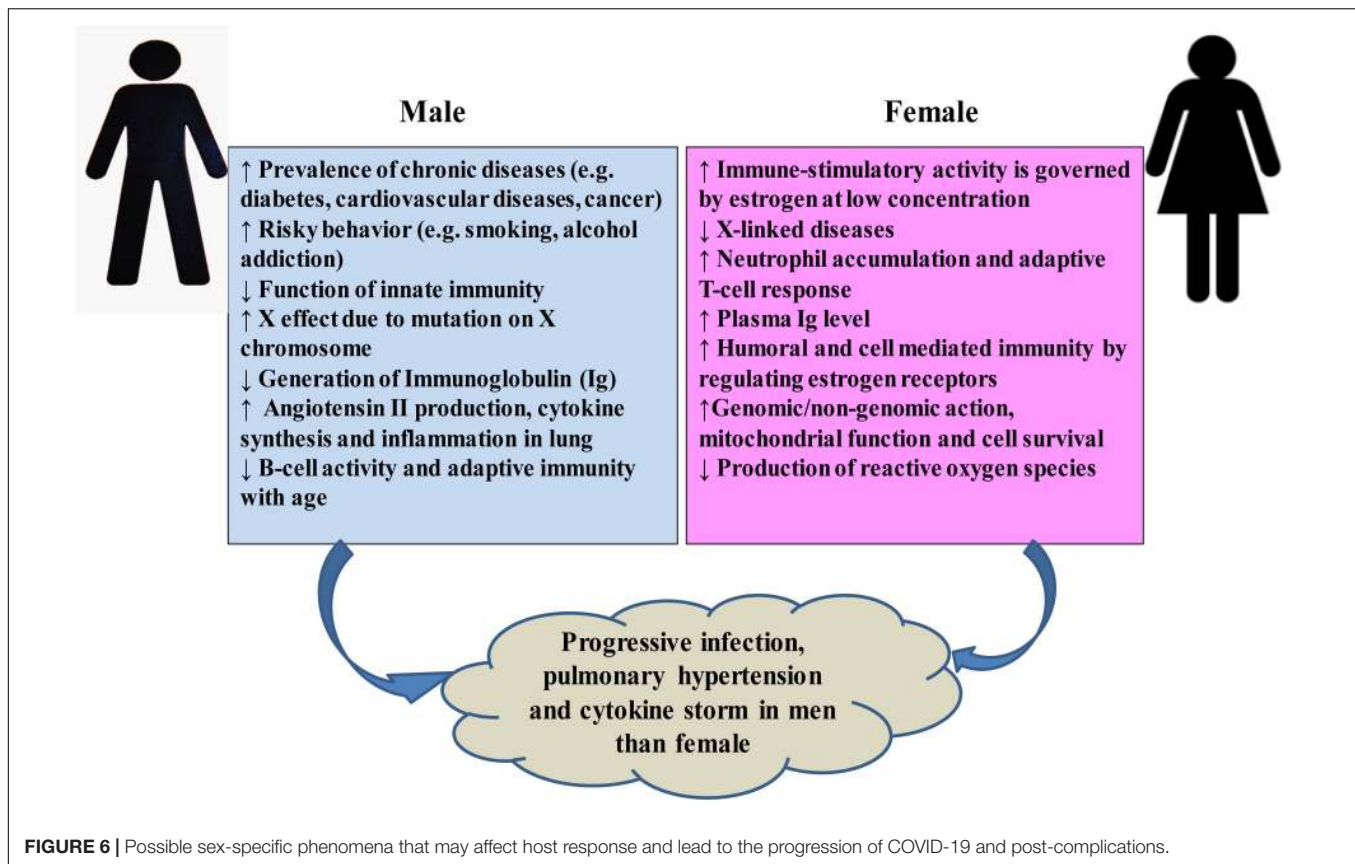 Male
↑ Prevalence of chronic diseases (e.g.
diabetes, cardiovascular diseases, cancer)
↑ Risky behavior (e.g. smoking, alcohol
addiction)
↓ Function of innate immunity
↑ X effect due to mutation on X
chromosome
↓ Generation of Immunoglobulin (Ig)
↑ Angiotensin II production, cytokine
synthesis and inflammation in lung
↓ B-cell activity and adaptive immunity
with age
Female
↑ Immune-stimulatory activity is governed
by estrogen at low concentration
↓ X-linked diseases
↑ Neutrophil accumulation and adaptive
T-cell response
↑ Plasma Ig level
↑ Humoral and cell mediated immunity by
regulating estrogen receptors
↑Genomic/non-genomic action,
mitochondrial function and cell survival
↓ Production of reactive oxygen species
Progressive infection,
pulmonary hypertension
and cytokine storm in men
than female
FIGURE 6 | Possible sex-specific phenomena that may affect host response and lead to the progression of COVID-19 and post-complications.